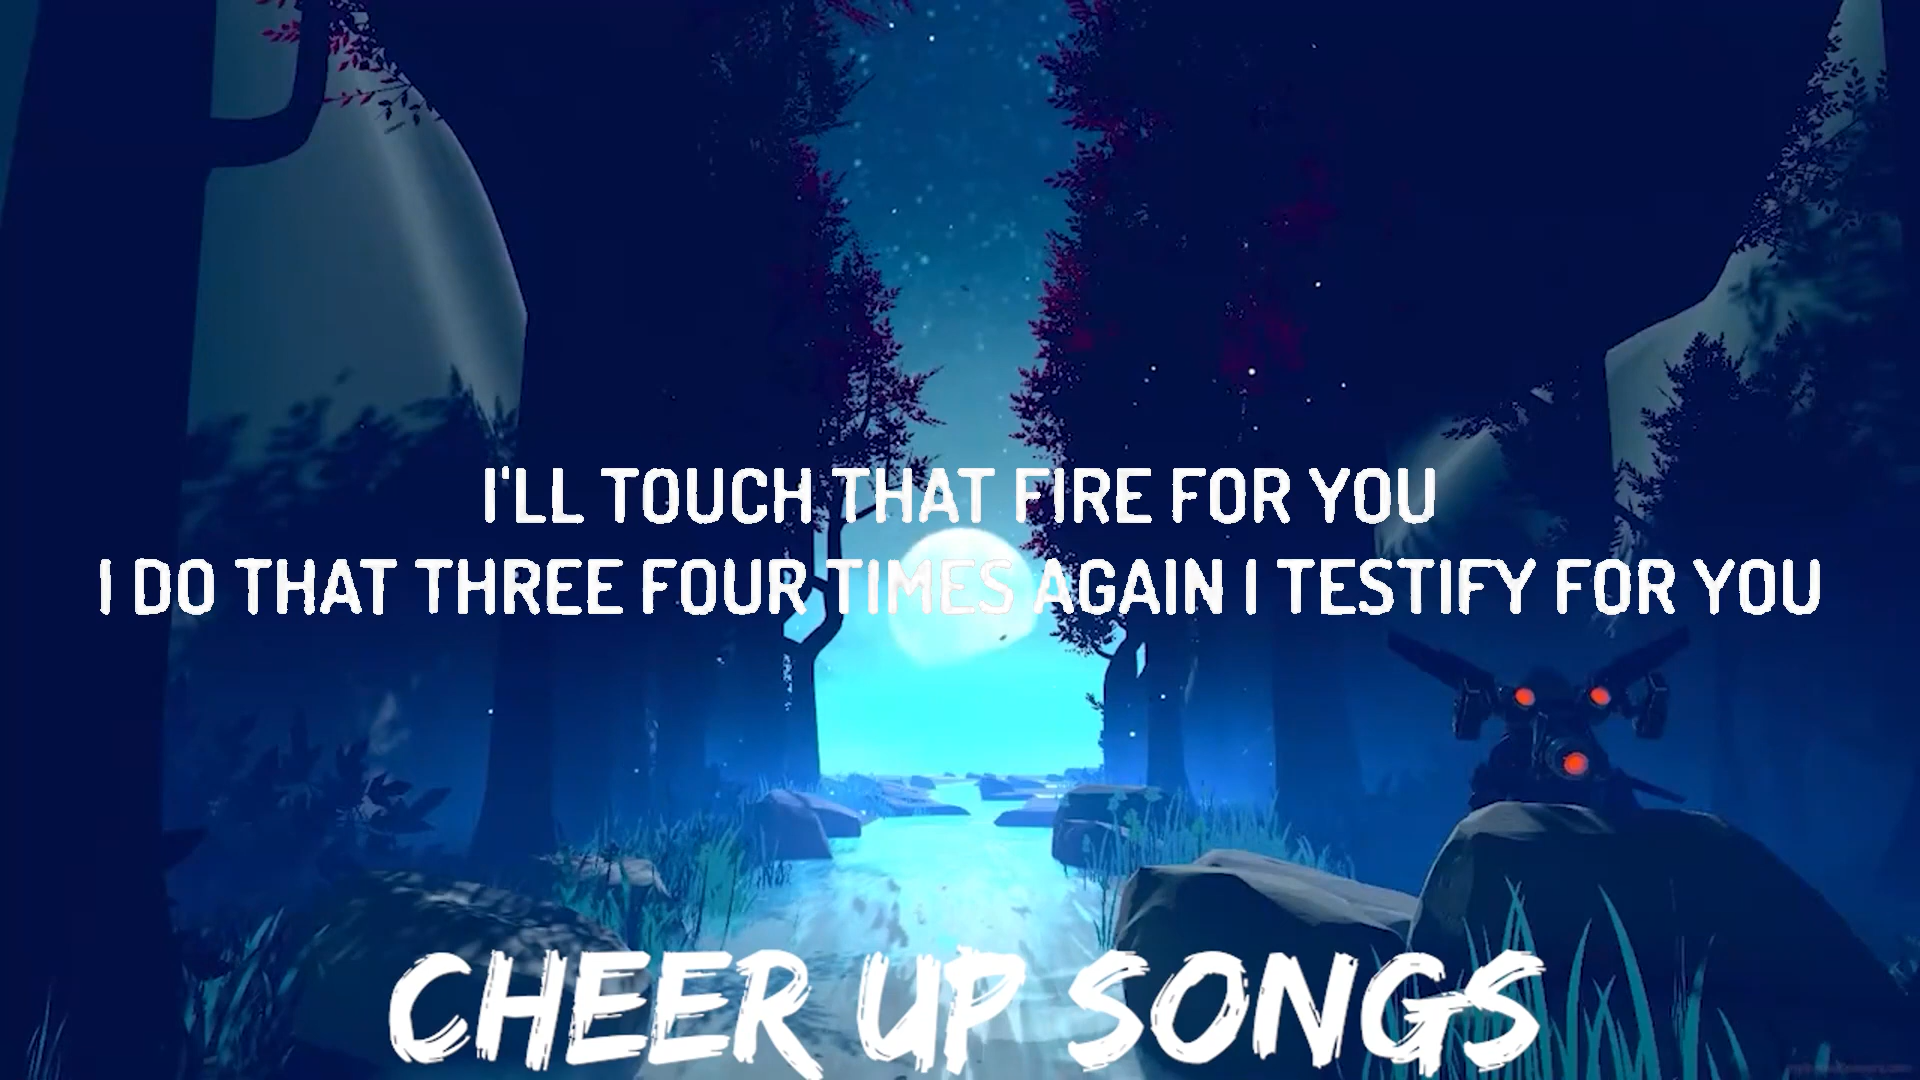 I'LL TOUCH THAT FIRE FOR YOU
I DO THAT THREE FOUR TIMES AGAIN I TESTIFY FOR YOU
CHEER UP SONGS